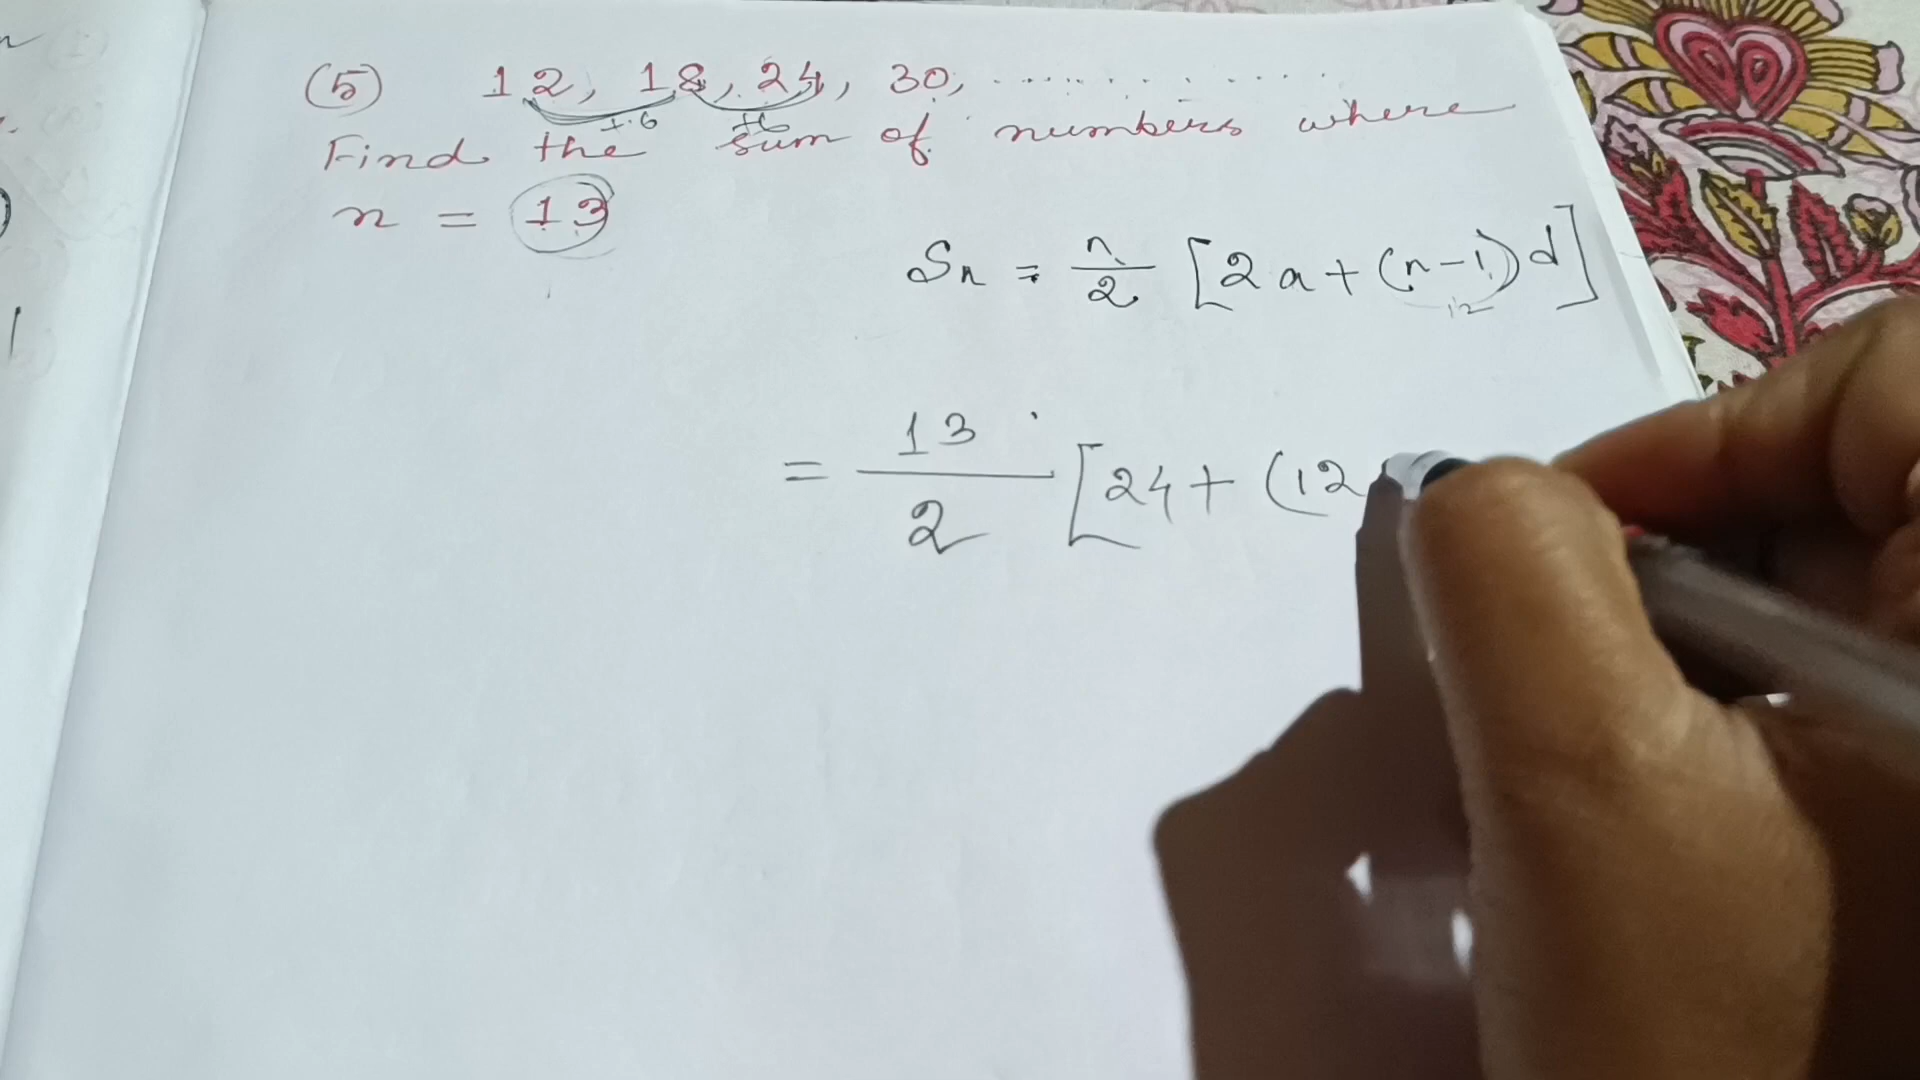 (5) 12, 18, 24, 30, ............
+6 +6
Find the sum of numbers where
n = 13
Sn = n/2 [2a+(n-1)d]
12
= 13/2 [24+ (12